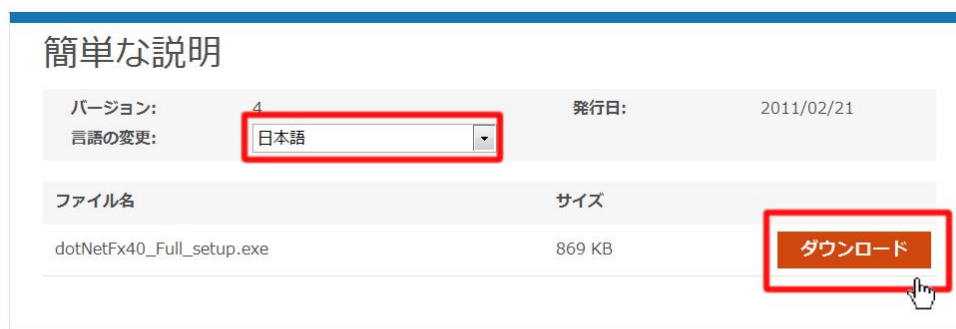 簡単な説明
バージョン: 4 発行日: 2011/02/21
言語の変更: 日本語
ファイル名 サイズ
dotNetFx40_Full_setup.exe 869 KB ダウンロード